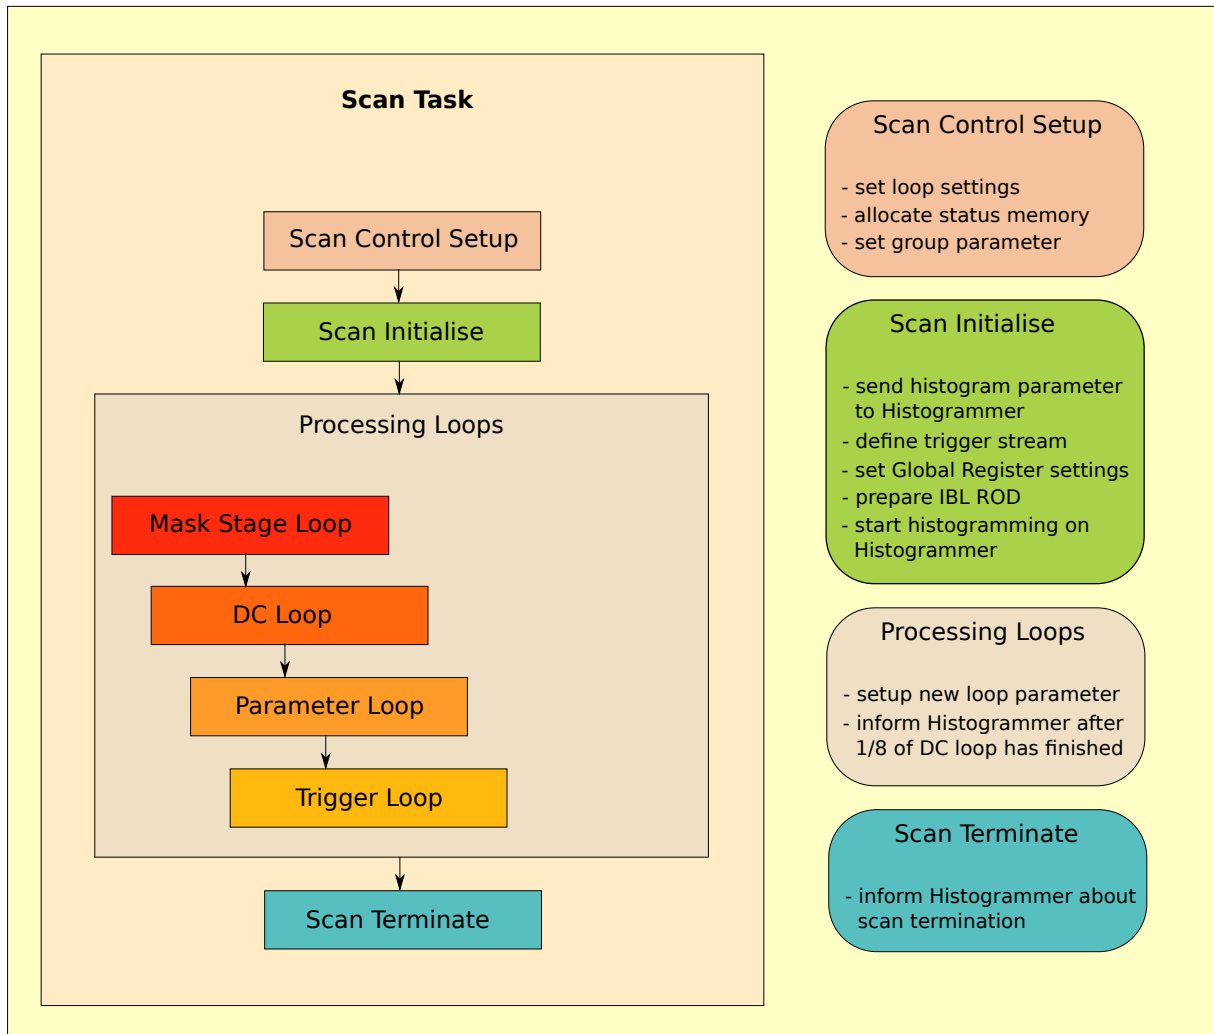 Scan Task
Scan Control Setup
Scan Initialise
Processing Loops
Mask Stage Loop
DC Loop
Parameter Loop
Trigger Loop
Scan Terminate
Scan Control Setup
- set loop settings
- allocate status memory
- set group parameter
Scan Initialise
- send histogram parameter
to Histogrammer
- define trigger stream
- set Global Register settings
- prepare IBL ROD
- start histogramming on
Histogrammer
Processing Loops
- setup new loop parameter
- inform Histogrammer after
1/8 of DC loop has finished
Scan Terminate
- inform Histogrammer about
scan termination